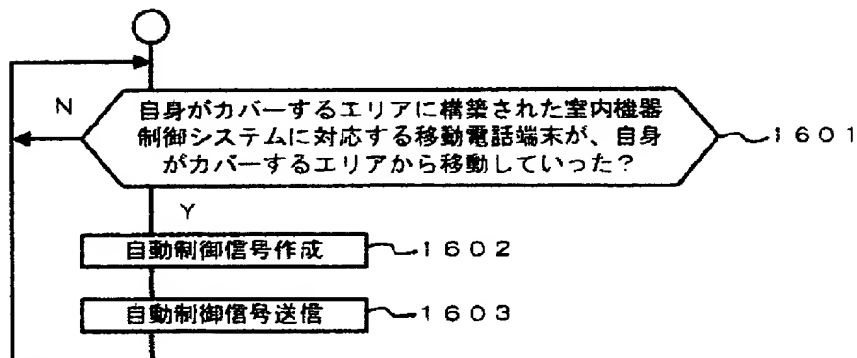 N
自身がカバーするエリアに構築された室内機器
制御システムに対応する移動電話端末が、自身
がカバーするエリアから移動していった?
1601
Y
自動制御信号作成
1602
自動制御信号送信
1603